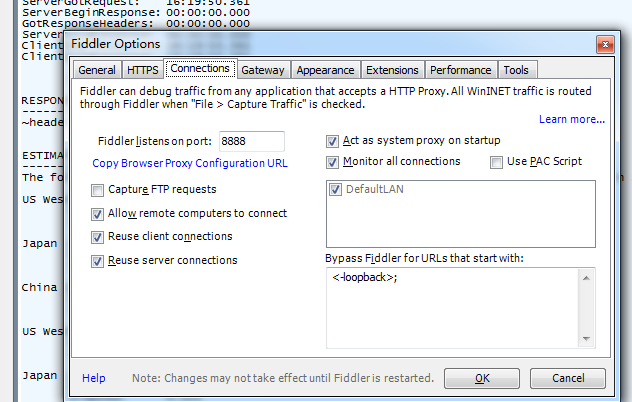 ServerGotRequest: 16:19:50.361
ServerBeginResponse: 00:00:00.000
GotResponseHeaders: 00:00:00.000
Fiddler Options
General HTTPS Connections Gateway Appearance Extensions Performance Tools
Fiddler can debug traffic from any application that accepts a HTTP Proxy. All WinINET traffic is routed
through Fiddler when "File > Capture Traffic" is checked.
Learn more...
Fiddler listens on port: 8888
Copy Browser Proxy Configuration URL
Capture FTP requests
Allow remote computers to connect
Reuse client connections
Reuse server connections
Act as system proxy on startup
Monitor all connections
Use PAC Script
DefaultLAN
Bypass Fiddler for URLs that start with:
<-loopback>;
Help
Note: Changes may not take effect until Fiddler is restarted.
OK
Cancel
RESPON
~heade
ESTIMA
The fo
US Wes
Japan
China
US Wes
Japan